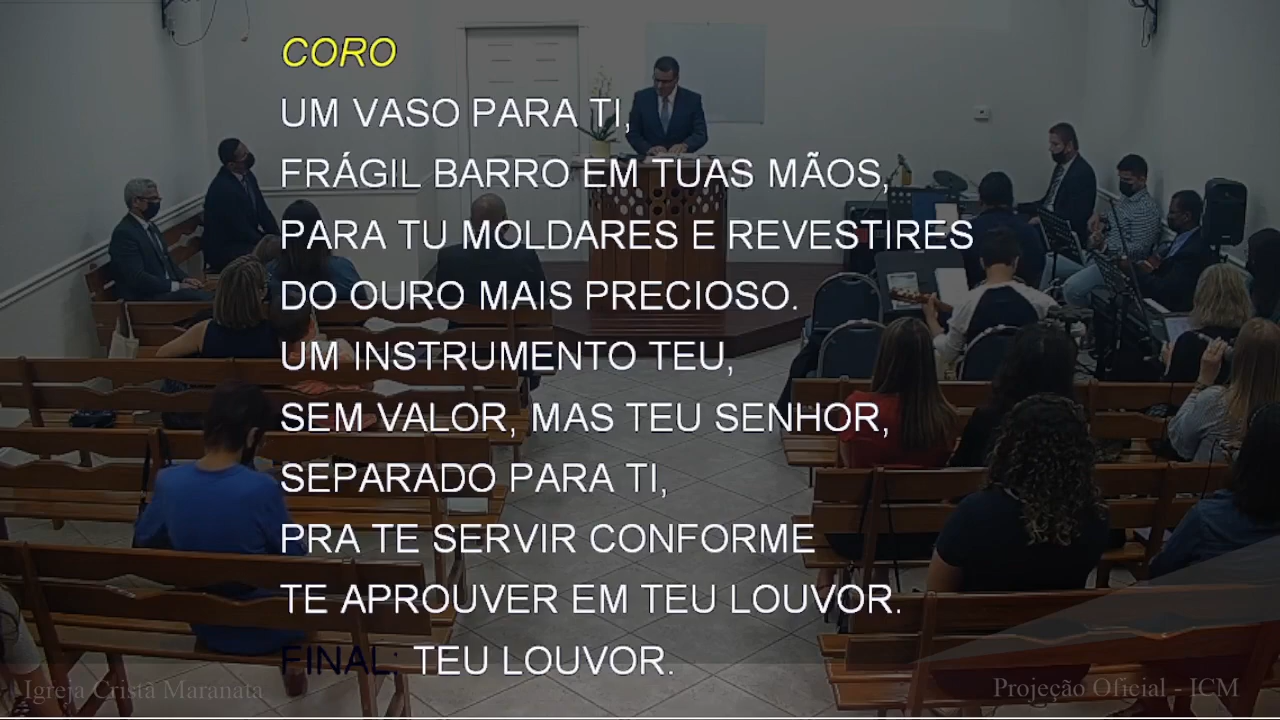 CORO
UM VASO PARA TI,
FRÁGIL BARRO EM TUAS MÃOS,
PARA TU MOLDARES E REVESTIRES
DO OURO MAIS PRECIOSO.
UM INSTRUMENTO TEU,
SEM VALOR, MAS TEU SENHOR,
SEPARADO PARA TI,
PRA TE SERVIR CONFORME
TE APROUVER EM TEU LOUVOR.
FINAL: TEU LOUVOR.
Igreja Cristã Maranata
Projeção Oficial - ICM